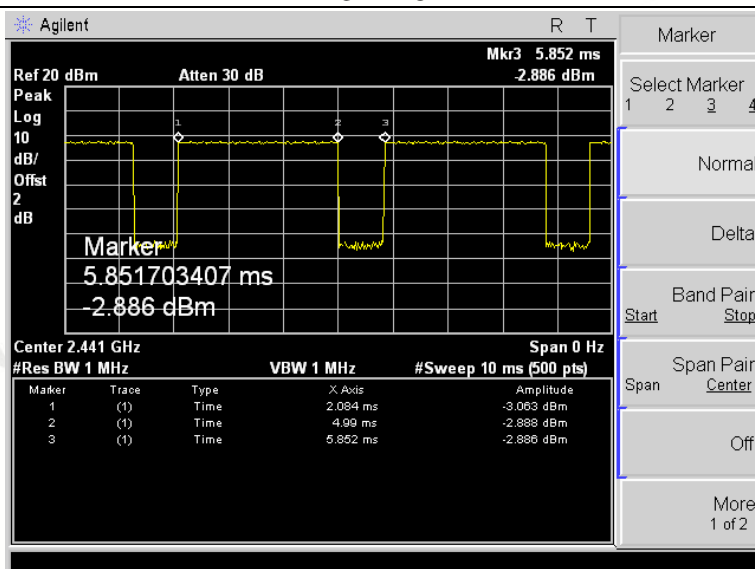 Agilent R T
Mkr3 5.852 ms
Ref 20 dBm Atten 30 dB -2.886 dBm
Peak
Log
10
dB/
Offst
2
dB
1 2 3
Marker
5.851703407 ms
-2.886 dBm
Center 2.441 GHz Span 0 Hz
#Res BW 1 MHz VBW 1 MHz #Sweep 10 ms (500 pts)
Marker Trace Type X Axis Amplitude
1 (1) Time 2.084 ms -3.063 dBm
2 (1) Time 4.99 ms -2.888 dBm
3 (1) Time 5.852 ms -2.886 dBm
Marker
Select Marker
1 2 3 4
Normal
Delta
Band Pair
Start Stop
Span Pair
Span Center
Off
More
1 of 2